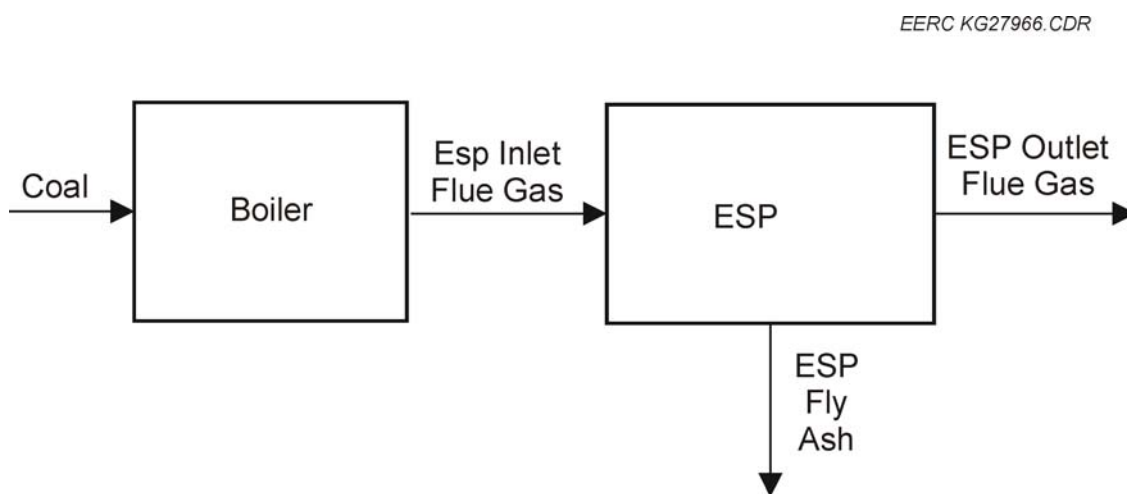 EERC KG27966.CDR
Coal
Boiler
Esp Inlet
Flue Gas
ESP
ESP Outlet
Flue Gas
ESP
Fly
Ash